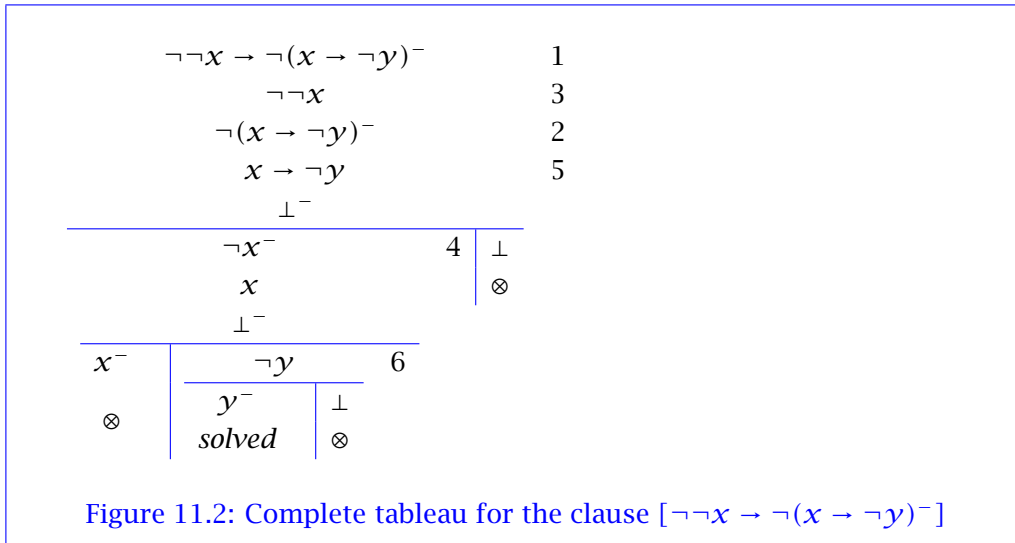 ¬¬x → ¬(x → ¬y)⁻ 1
¬¬x 3
¬(x → ¬y)⁻ 2
x → ¬y 5
⊥⁻
¬x⁻ 4 ⊥
x ⊗
⊥⁻
x⁻ ¬y 6
y⁻ ⊥
⊗
solved ⊗
Figure 11.2: Complete tableau for the clause [¬¬x → ¬(x → ¬y)⁻]